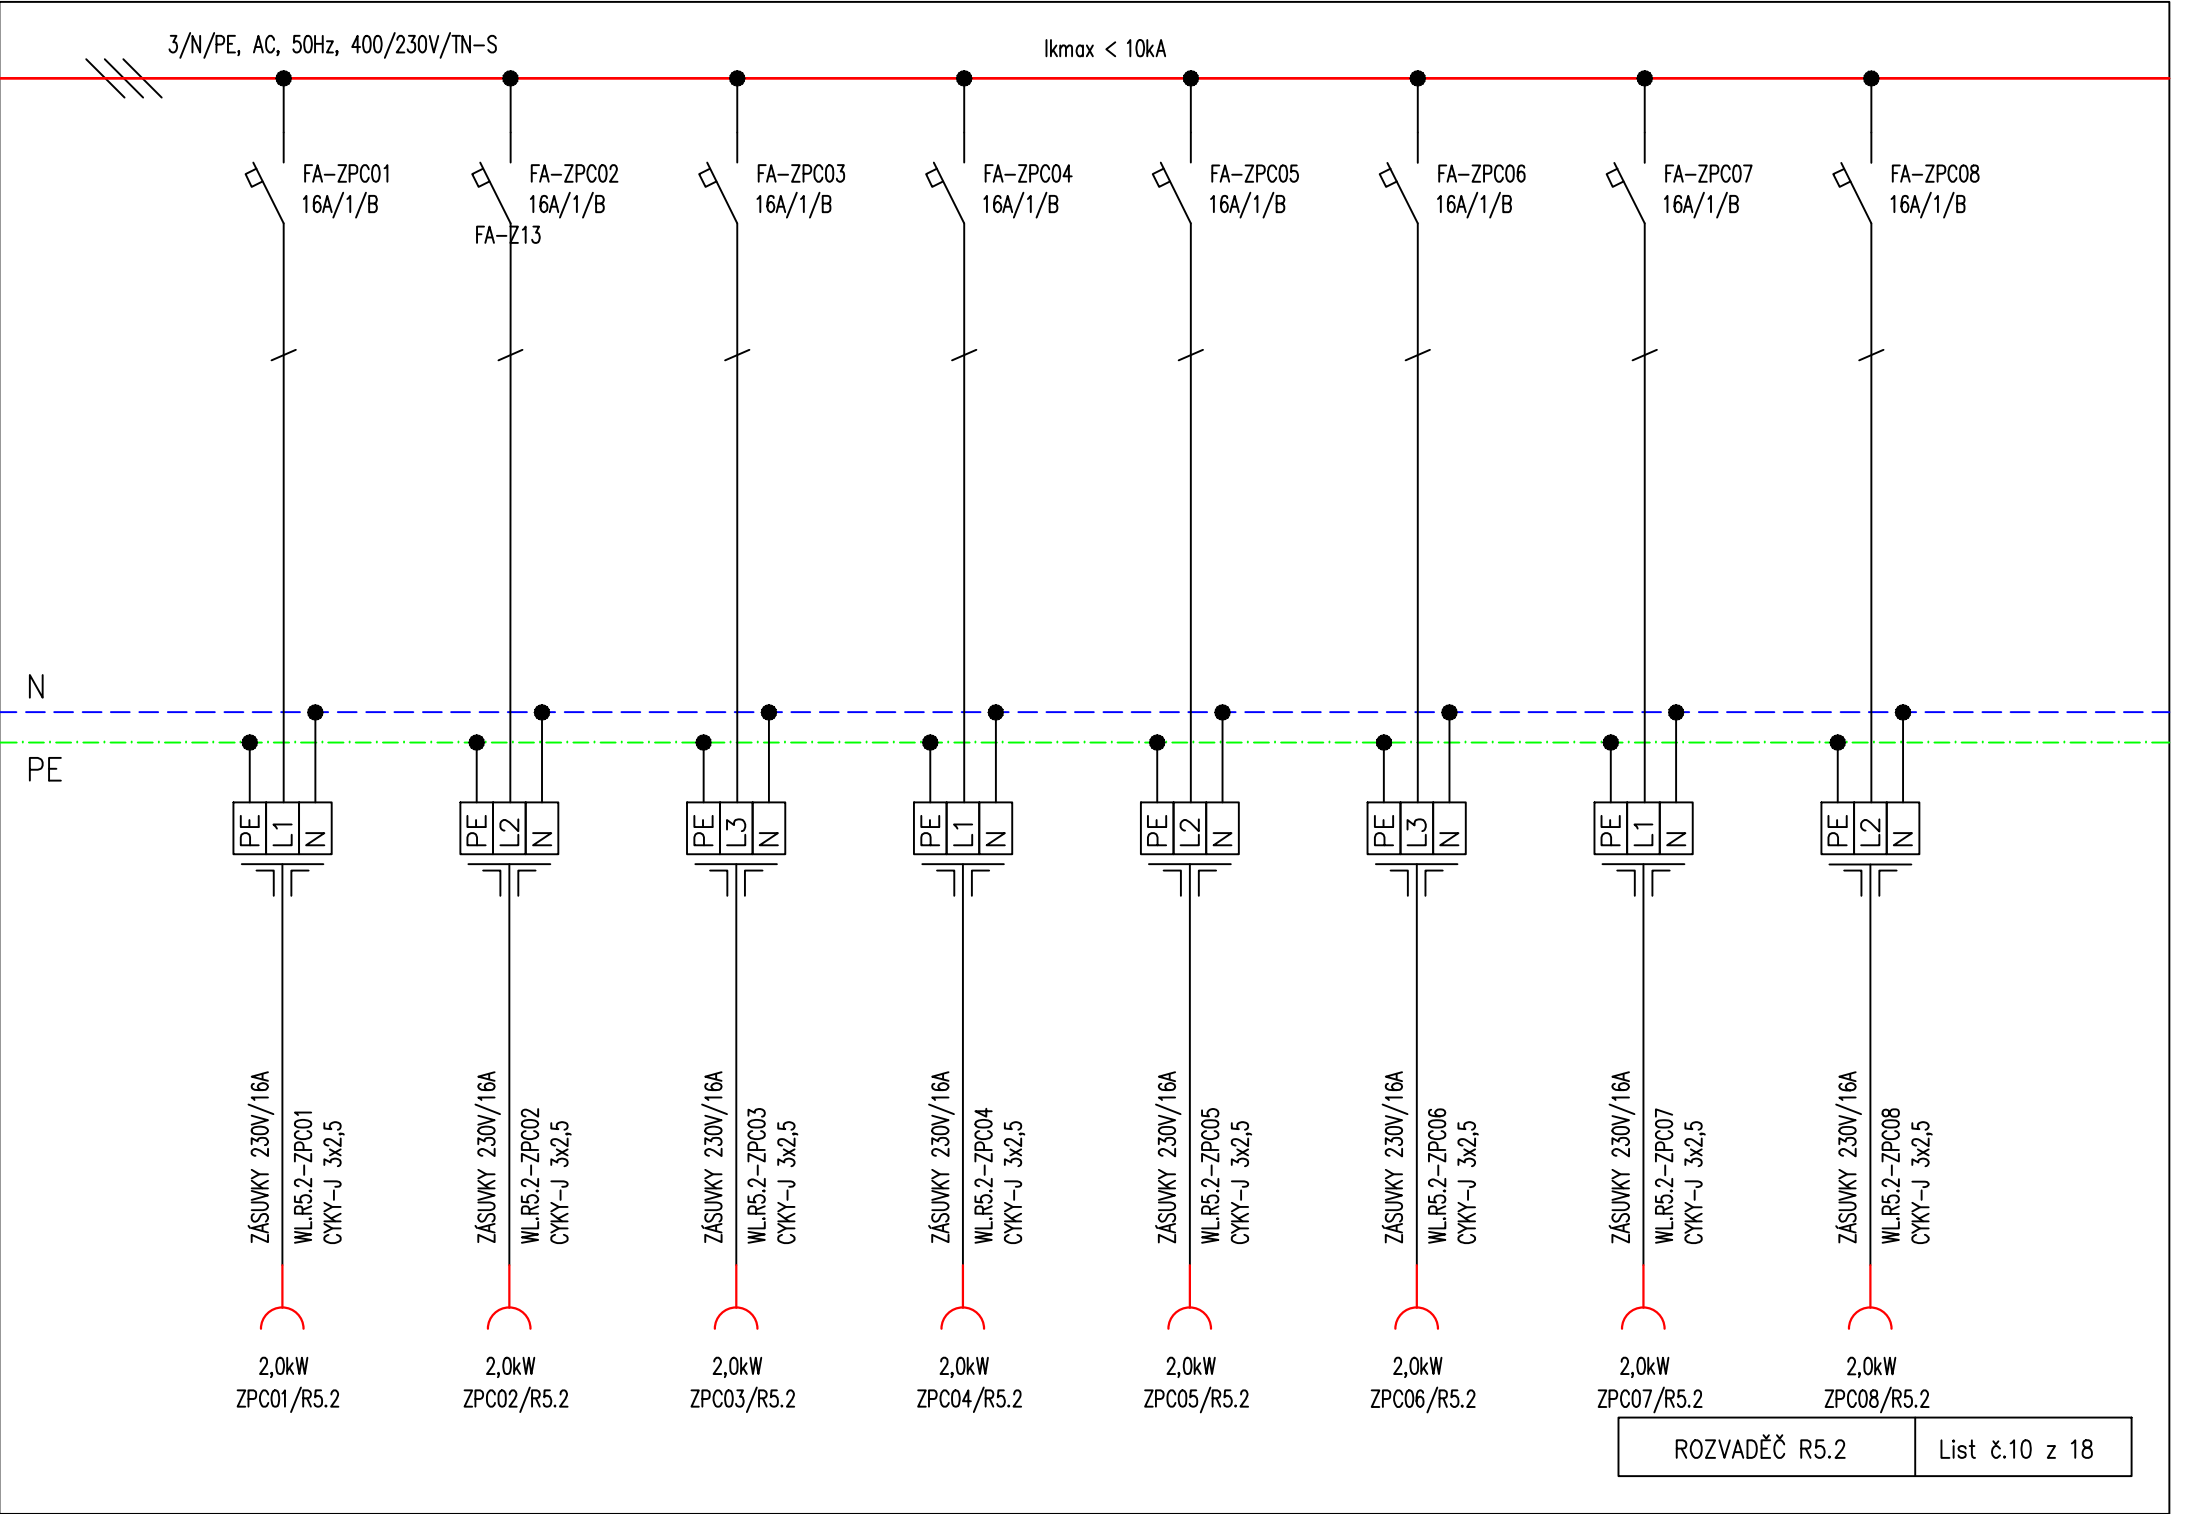 3/N/PE, AC, 50Hz, 400/230V/TN-S
Ikmax < 10kA
FA-ZPC01
16A/1/B
FA-ZPC02
16A/1/B
FA-Z13
FA-ZPC03
16A/1/B
FA-ZPC04
16A/1/B
FA-ZPC05
16A/1/B
FA-ZPC06
16A/1/B
FA-ZPC07
16A/1/B
FA-ZPC08
16A/1/B
N
PE
PE L1 N
PE L2 N
PE L3 N
PE L1 N
PE L2 N
PE L3 N
PE L1 N
PE L2 N
ZÁSUVKY 230V/16A
WL.R5.2-ZPC01
CYKY-J 3x2,5
ZÁSUVKY 230V/16A
WL.R5.2-ZPC02
CYKY-J 3x2,5
ZÁSUVKY 230V/16A
WL.R5.2-ZPC03
CYKY-J 3x2,5
ZÁSUVKY 230V/16A
WL.R5.2-ZPC04
CYKY-J 3x2,5
ZÁSUVKY 230V/16A
WL.R5.2-ZPC05
CYKY-J 3x2,5
ZÁSUVKY 230V/16A
WL.R5.2-ZPC06
CYKY-J 3x2,5
ZÁSUVKY 230V/16A
WL.R5.2-ZPC07
CYKY-J 3x2,5
ZÁSUVKY 230V/16A
WL.R5.2-ZPC08
CYKY-J 3x2,5
2,0kW
ZPC01/R5.2
2,0kW
ZPC02/R5.2
2,0kW
ZPC03/R5.2
2,0kW
ZPC04/R5.2
2,0kW
ZPC05/R5.2
2,0kW
ZPC06/R5.2
2,0kW
ZPC07/R5.2
2,0kW
ZPC08/R5.2
ROZVADĚČ R5.2
List č.10 z 18